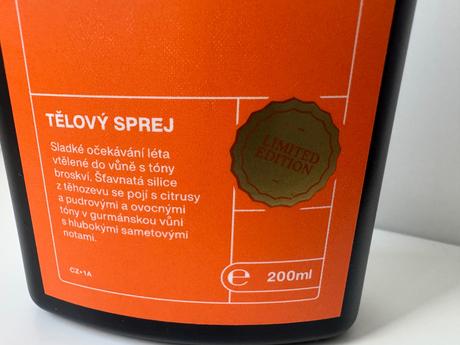 TĚLOVÝ SPREJ
Sladké očekávání léta
vtělené do vůně s tóny
broskví. Šťavnatá silice
z těhozevu se pojí s citrusy
a pudrovými a ovocnými
tóny v gurmánskou vůni
s hlubokými sametovými
notami.
LIMITED
EDITION
CZ+1A
℮ 200ml